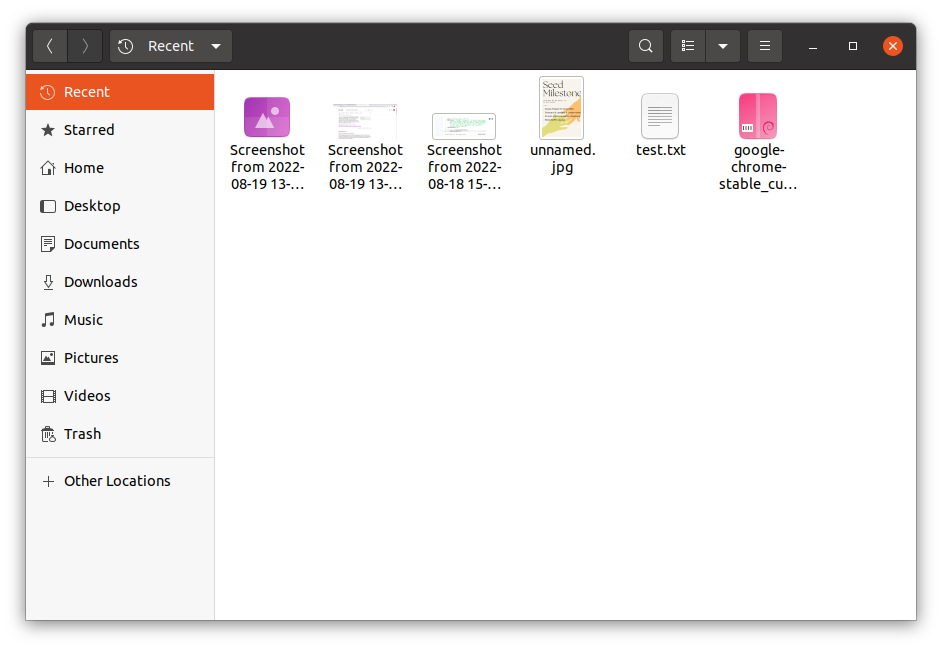 Recent
Recent
Starred
Home
Desktop
Documents
Downloads
Music
Pictures
Videos
Trash
Other Locations
Screenshot
from 2022-
08-19 13-…
Screenshot
from 2022-
08-19 13-…
Screenshot
from 2022-
08-18 15-…
Seed
Milestone
unnamed.
jpg
test.txt
google-
chrome-
stable_cu…